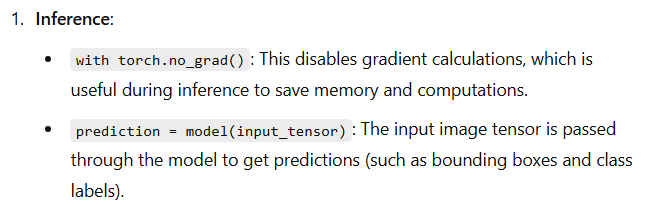 1. Inference:
• with torch.no_grad() : This disables gradient calculations, which is
useful during inference to save memory and computations.
• prediction = model(input_tensor) : The input image tensor is passed
through the model to get predictions (such as bounding boxes and class
labels).